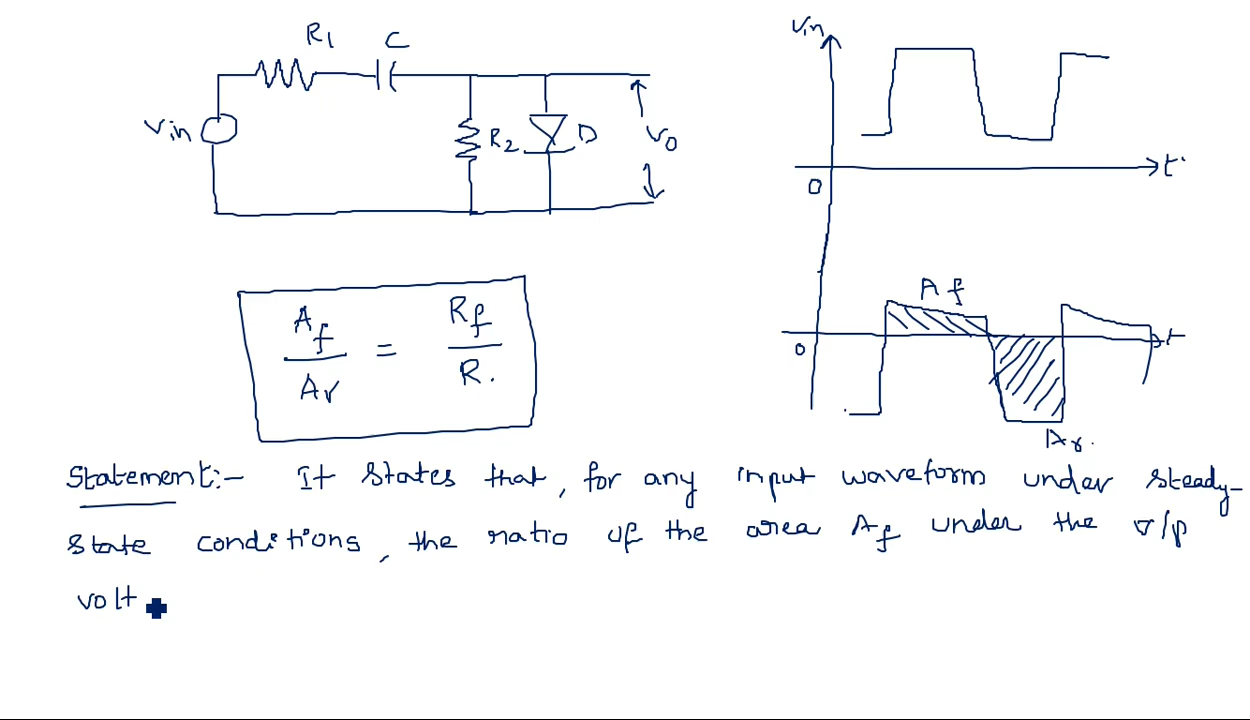 R1 C
Vin R2 D Vo
Vin
0 t
Af
0 t
Ar.
Af / Ar = Rf / R.
Statement:- It states that, for any input waveform under steady-
state conditions, the ratio of the area Af under the o/p
volt